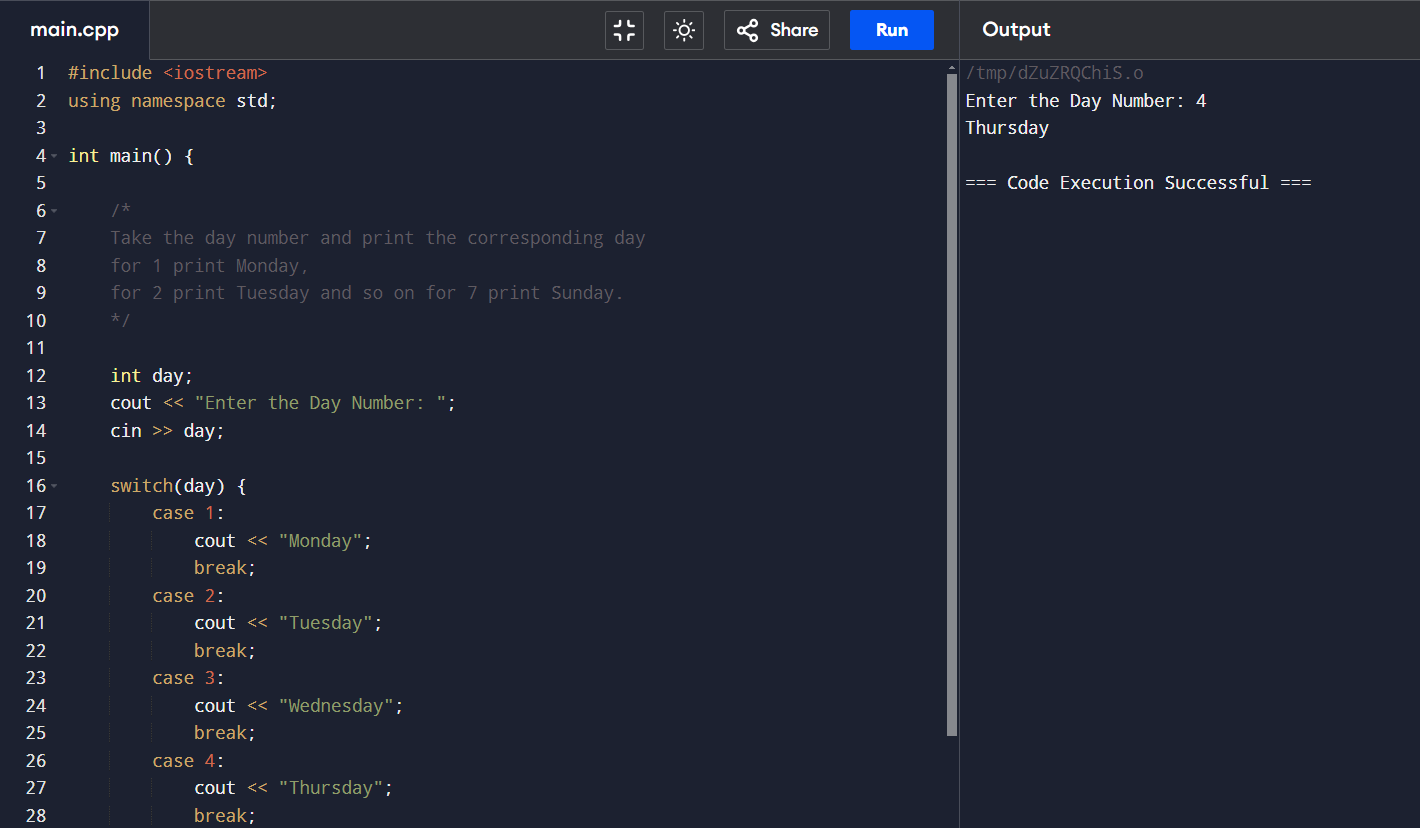 main.cpp
Share
Run
Output
1 #include <iostream>
2 using namespace std;
3
4 int main() {
5
6 /*
7 Take the day number and print the corresponding day
8 for 1 print Monday,
9 for 2 print Tuesday and so on for 7 print Sunday.
10 */
11
12 int day;
13 cout << "Enter the Day Number: ";
14 cin >> day;
15
16 switch(day) {
17 case 1:
18 cout << "Monday";
19 break;
20 case 2:
21 cout << "Tuesday";
22 break;
23 case 3:
24 cout << "Wednesday";
25 break;
26 case 4:
27 cout << "Thursday";
28 break;
/tmp/dZuZRQChiS.o
Enter the Day Number: 4
Thursday
=== Code Execution Successful ===